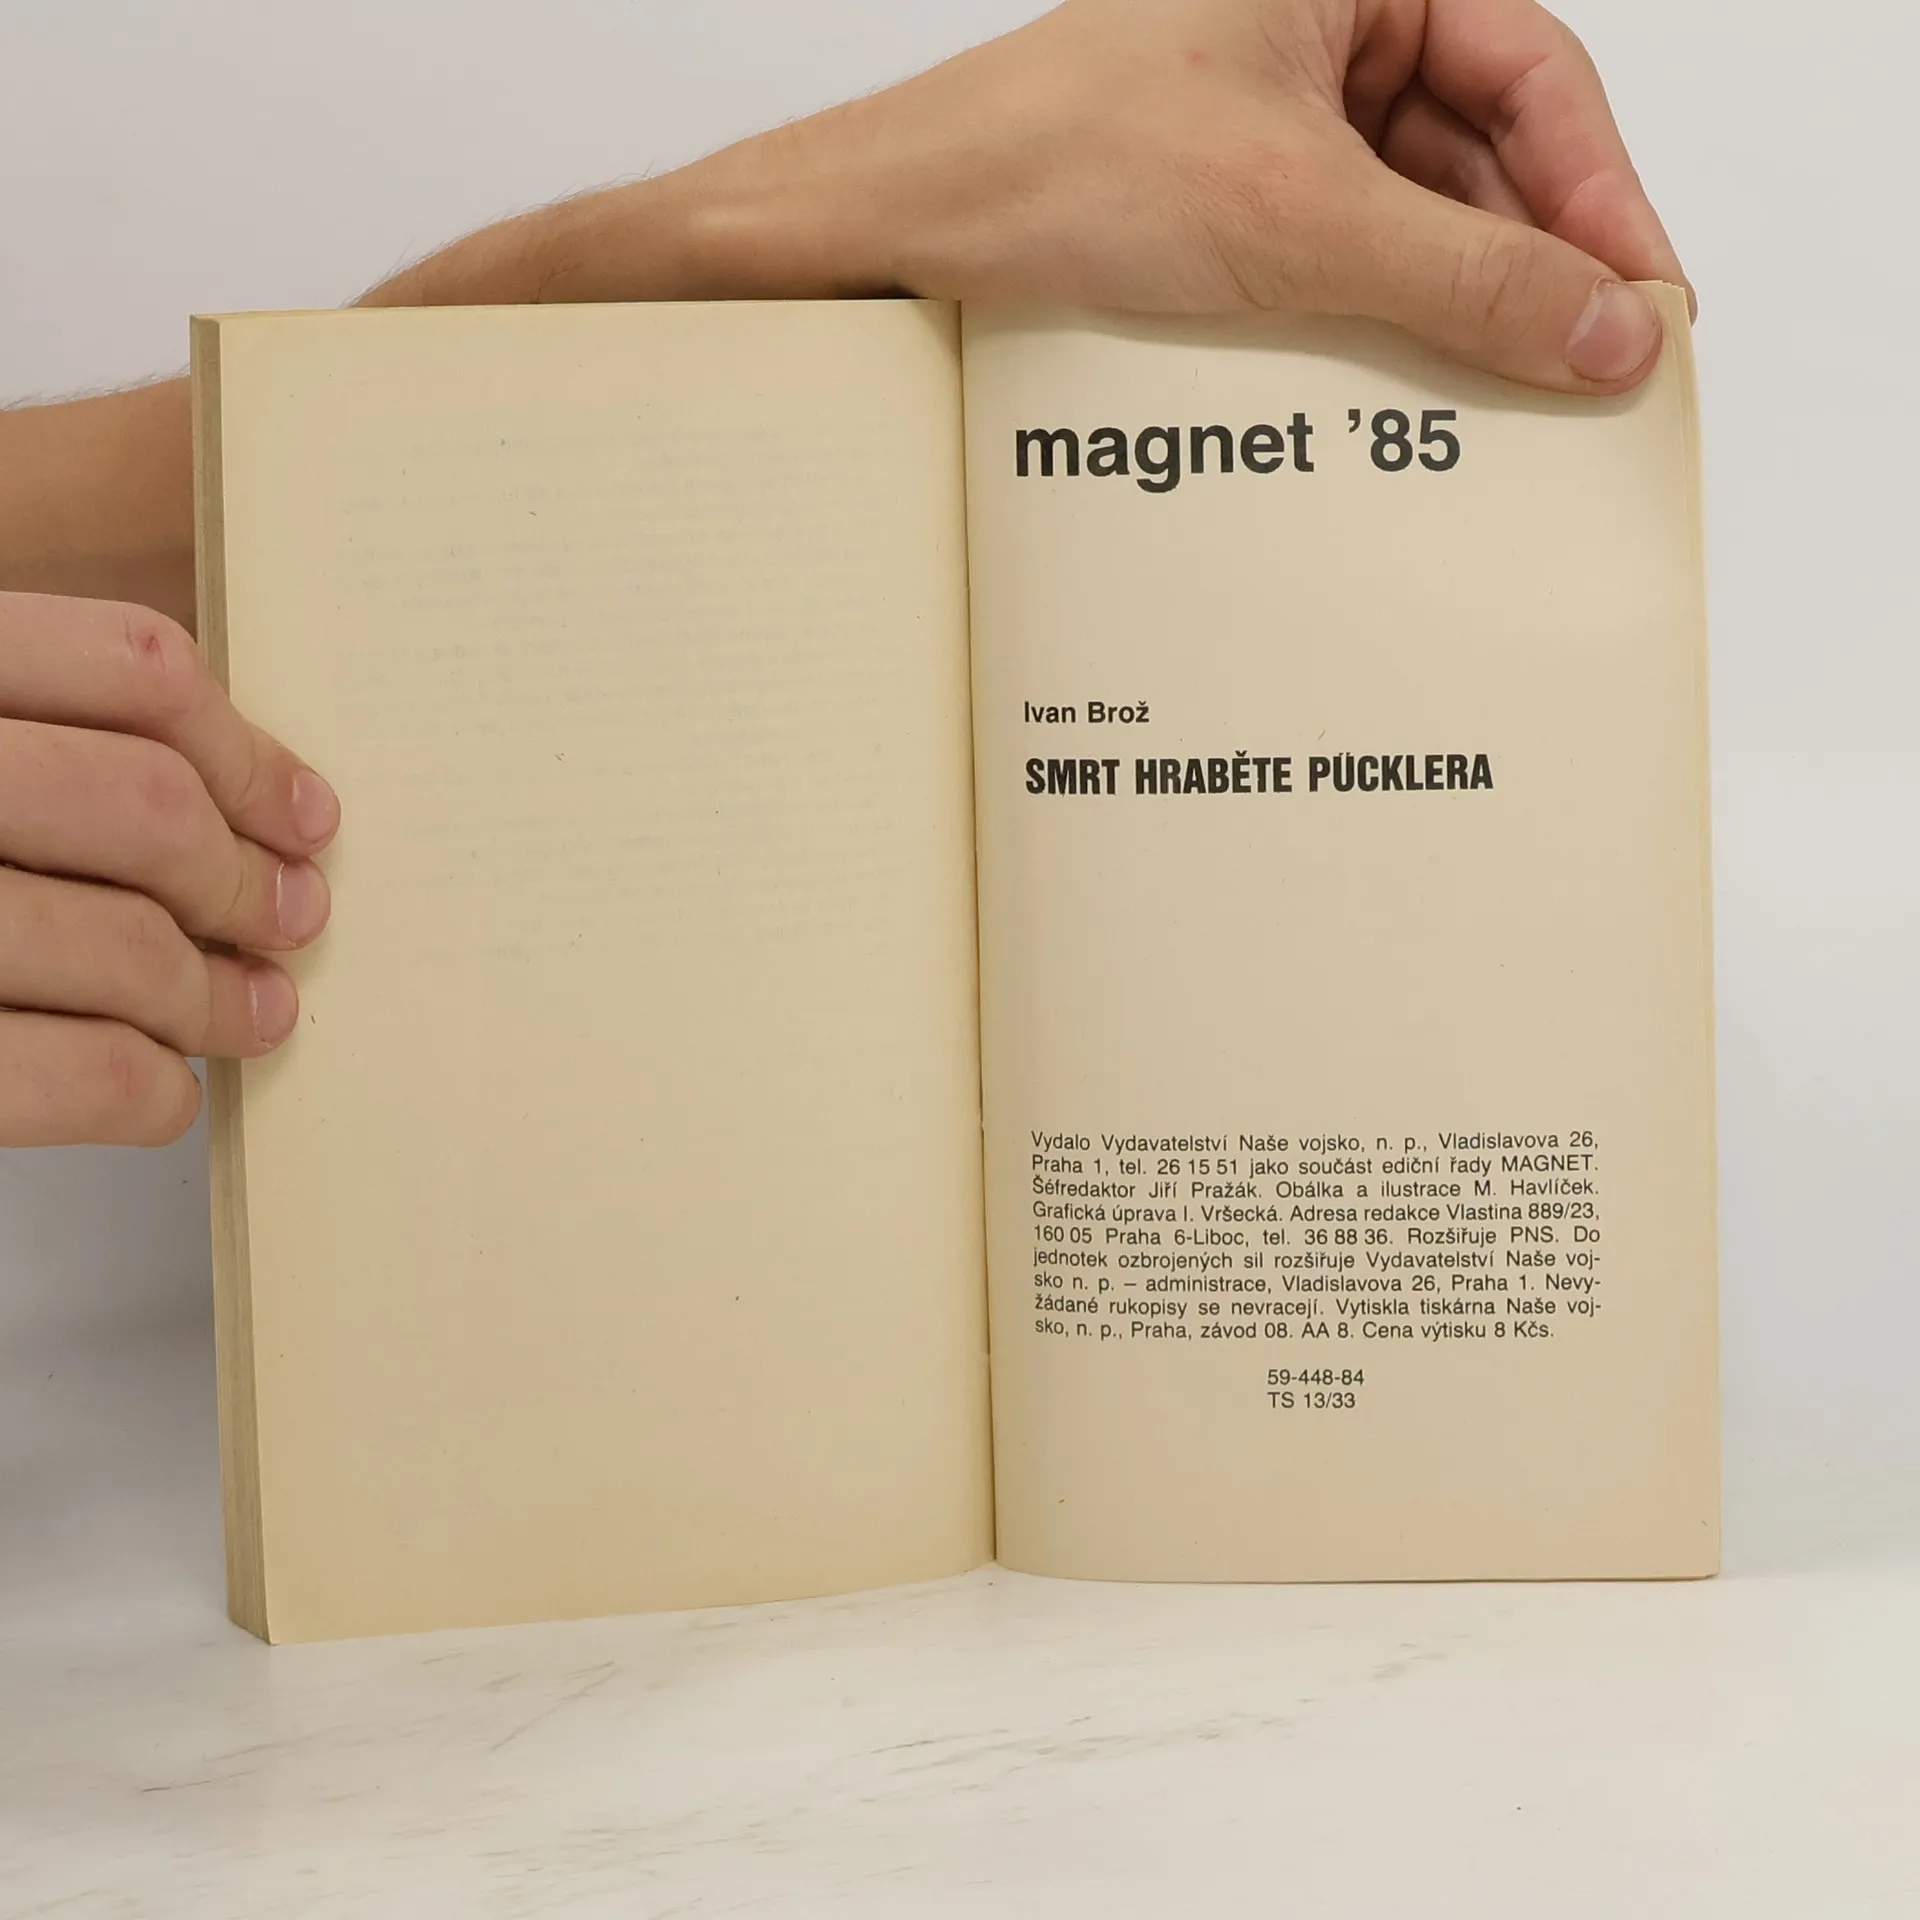 magnet ’85
Ivan Brož
SMRT HRABĚTE PÜCKLERA
Vydalo Vydavatelství Naše vojsko, n. p., Vladislavova 26,
Praha 1, tel. 26 15 51 jako součást ediční řady MAGNET.
Šéfredaktor Jiří Pražák. Obálka a ilustrace M. Havlíček.
Grafická úprava I. Vršecká. Adresa redakce Vlastina 889/23,
160 05 Praha 6-Liboc, tel. 36 88 36. Rozšiřuje PNS. Do
jednotek ozbrojených sil rozšiřuje Vydavatelství Naše voj-
sko n. p. – administrace, Vladislavova 26, Praha 1. Nevy-
žádané rukopisy se nevracejí. Vytiskla tiskárna Naše voj-
sko, n. p., Praha, závod 08. AA 8. Cena výtisku 8 Kčs.
59-448-84
TS 13/33